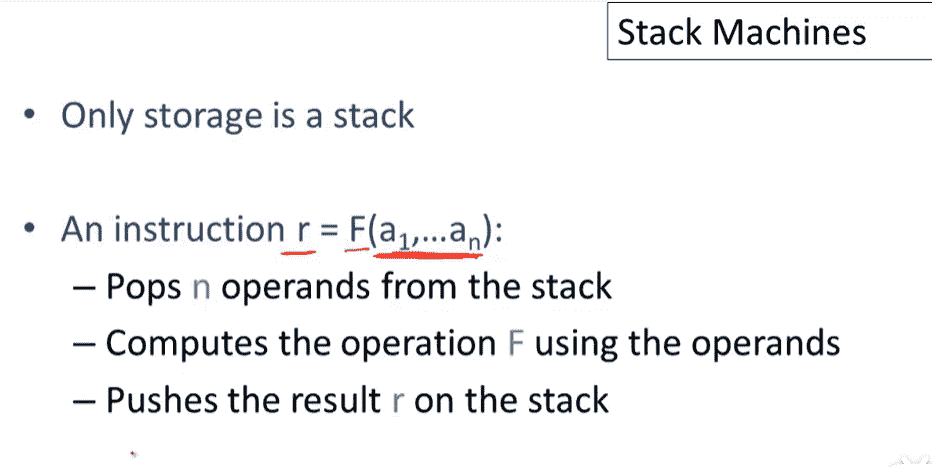 Stack Machines
• Only storage is a stack
• An instruction r = F(a₁,...aₙ):
– Pops n operands from the stack
– Computes the operation F using the operands
– Pushes the result r on the stack